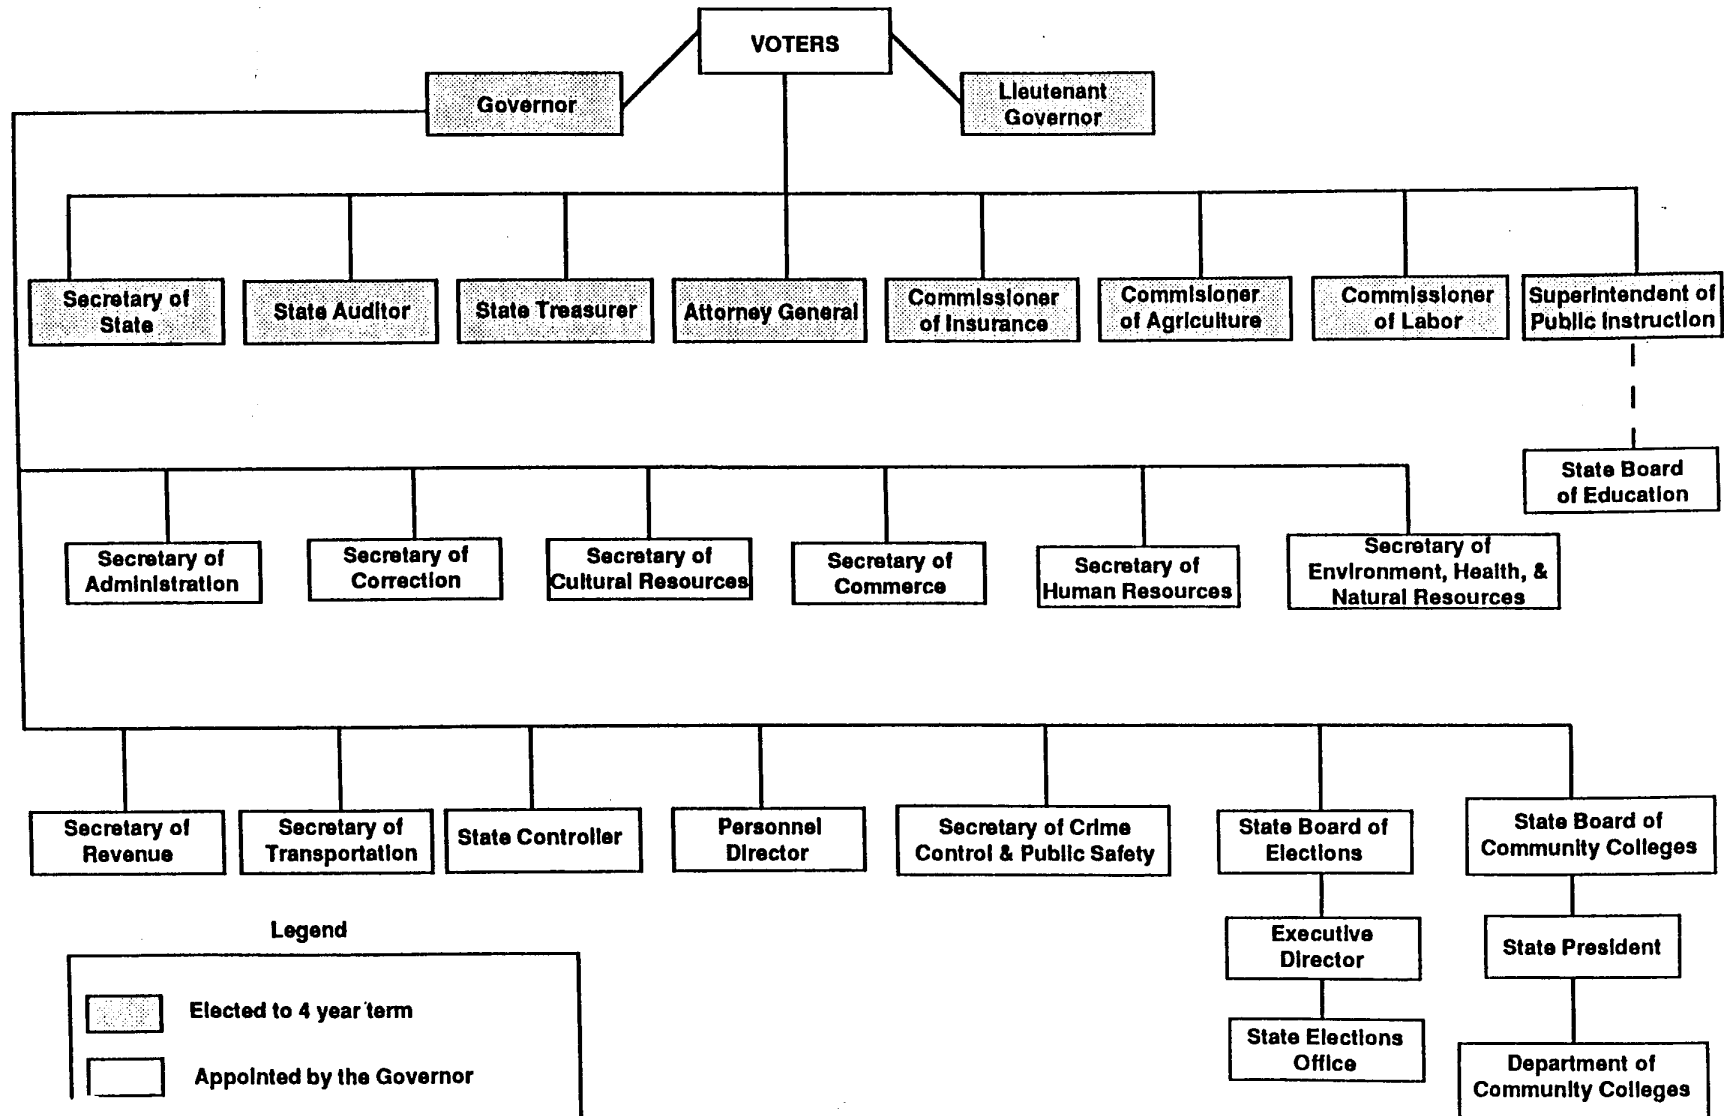 VOTERS
Governor
Lieutenant
Governor
Secretary of
State
State Auditor
State Treasurer
Attorney General
Commissioner
of Insurance
Commisioner
of Agriculture
Commissioner
of Labor
Superintendent of
Public Instruction
State Board
of Education
Secretary of
Administration
Secretary of
Correction
Secretary of
Cultural Resources
Secretary of
Commerce
Secretary of
Human Resources
Secretary of
Environment, Health, &
Natural Resources
Secretary of
Revenue
Secretary of
Transportation
State Controller
Personnel
Director
Secretary of Crime
Control & Public Safety
State Board of
Elections
State Board of
Community Colleges
Executive
Director
State President
State Elections
Office
Department of
Community Colleges
Legend
Elected to 4 year term
Appointed by the Governor